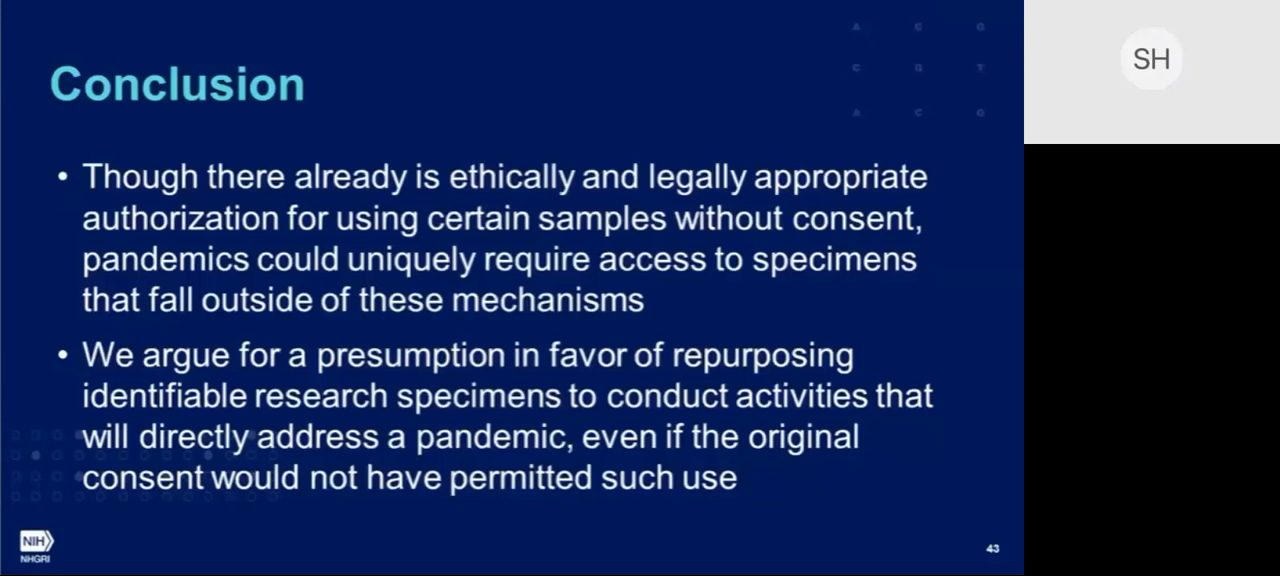 A C G
C G T
A C G
SH
Conclusion
• Though there already is ethically and legally appropriate
authorization for using certain samples without consent,
pandemics could uniquely require access to specimens
that fall outside of these mechanisms
• We argue for a presumption in favor of repurposing
identifiable research specimens to conduct activities that
will directly address a pandemic, even if the original
consent would not have permitted such use
NIH
NHGRI
43